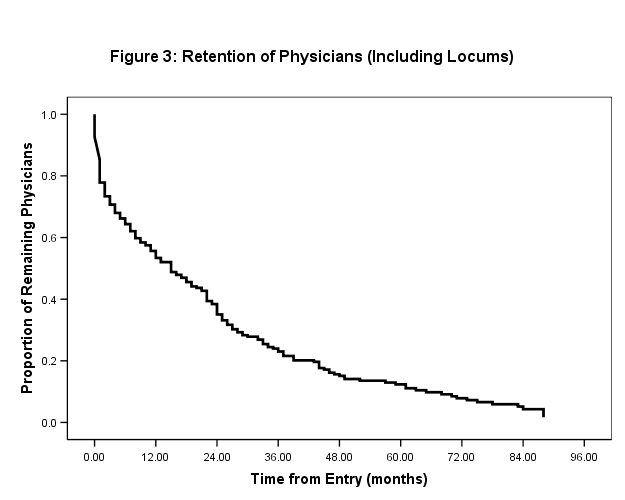 Figure 3: Retention of Physicians (Including Locums)
Proportion of Remaining Physicians
1.0
0.8
0.6
0.4
0.2
0.0
0.00 12.00 24.00 36.00 48.00 60.00 72.00 84.00 96.00
Time from Entry (months)